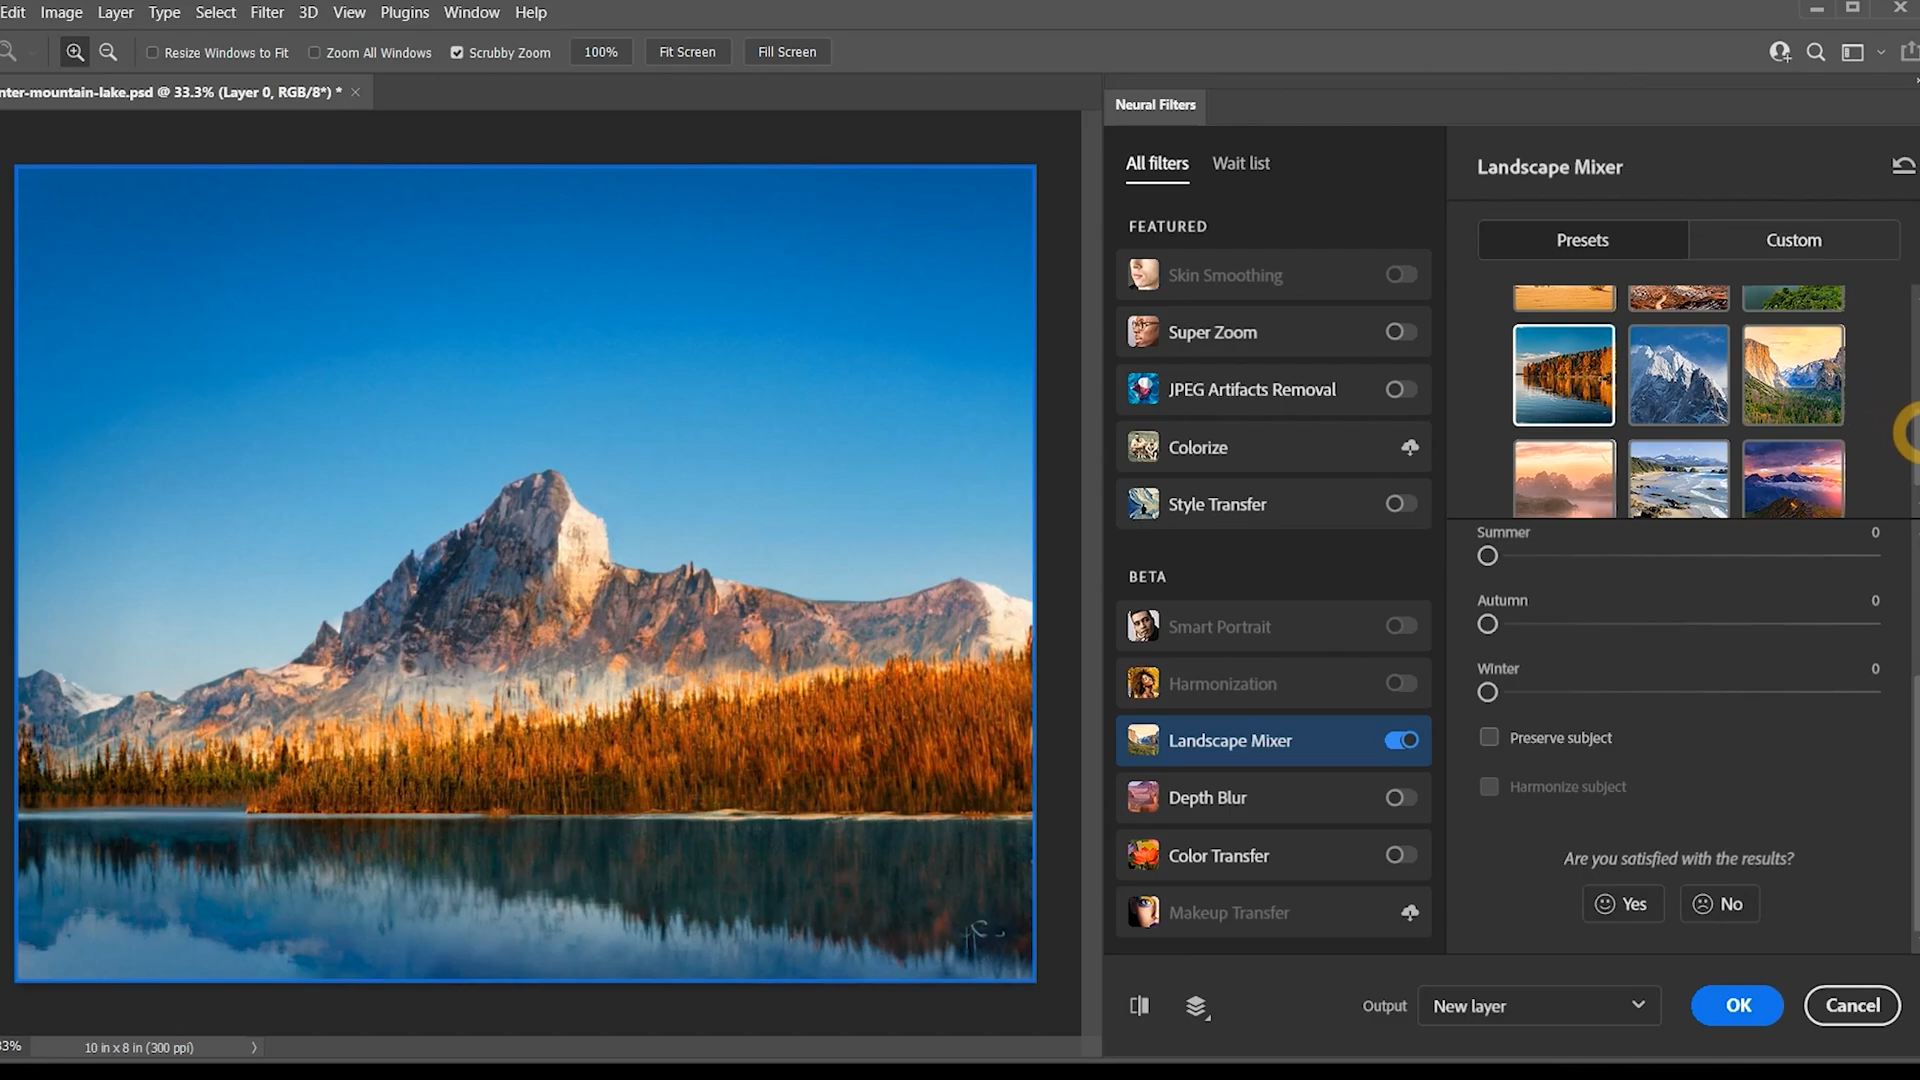 Edit Image Layer Type Select Filter 3D View Plugins Window Help
Resize Windows to Fit Zoom All Windows Scrubby Zoom 100% Fit Screen Fill Screen
nter-mountain-lake.psd @ 33.3% (Layer 0, RGB/8*) *
Neural Filters
All filters Wait list
Landscape Mixer
FEATURED
Presets Custom
Skin Smoothing
Super Zoom
JPEG Artifacts Removal
Colorize
Style Transfer
Summer 0
BETA
Autumn 0
Smart Portrait
Winter 0
Harmonization
Landscape Mixer
Preserve subject
Depth Blur
Harmonize subject
Color Transfer
Are you satisfied with the results?
Makeup Transfer
Yes No
Output New layer OK Cancel
33% 10 in x 8 in (300 ppi)